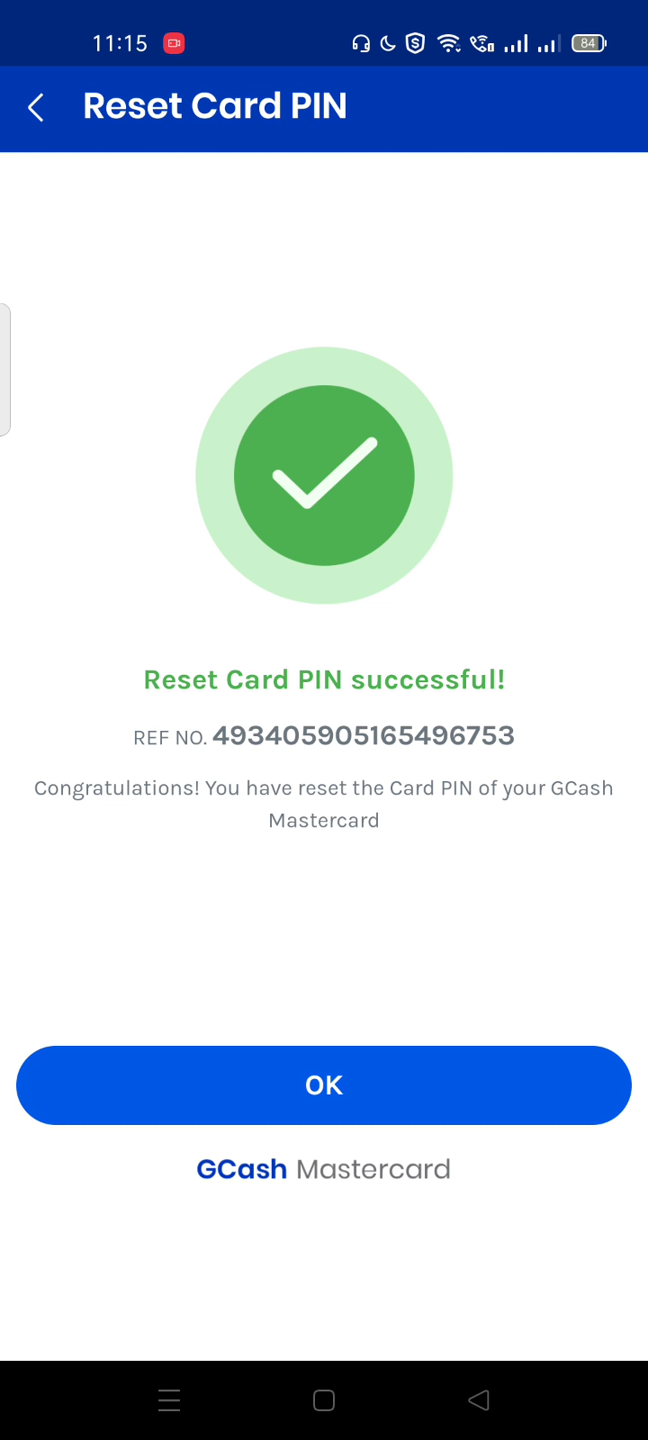 11:15
84
Reset Card PIN
Reset Card PIN successful!
REF NO. 493405905165496753
Congratulations! You have reset the Card PIN of your GCash
Mastercard
OK
GCash Mastercard